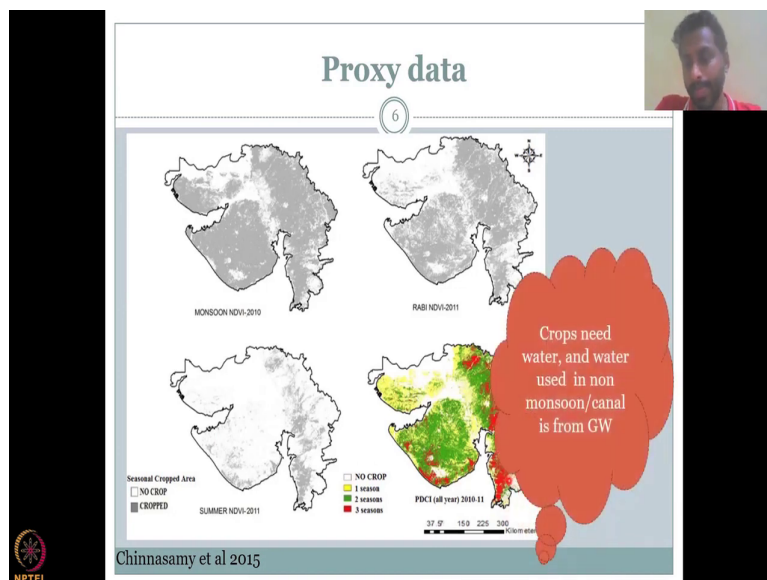 Proxy data
6
MONSOON NDVI-2010
RABI NDVI-2011
Crops need
water, and water
used in non
monsoon/canal
is from GW
Seasonal Cropped Area
NO CROP
CROPPED
SUMMER NDVI-2011
NO CROP
1 season
2 seasons
3 seasons
PDCI (all year) 2010-11
37.5 150 225 300
Kilometer
Chinnasamy et al 2015
NPTEL